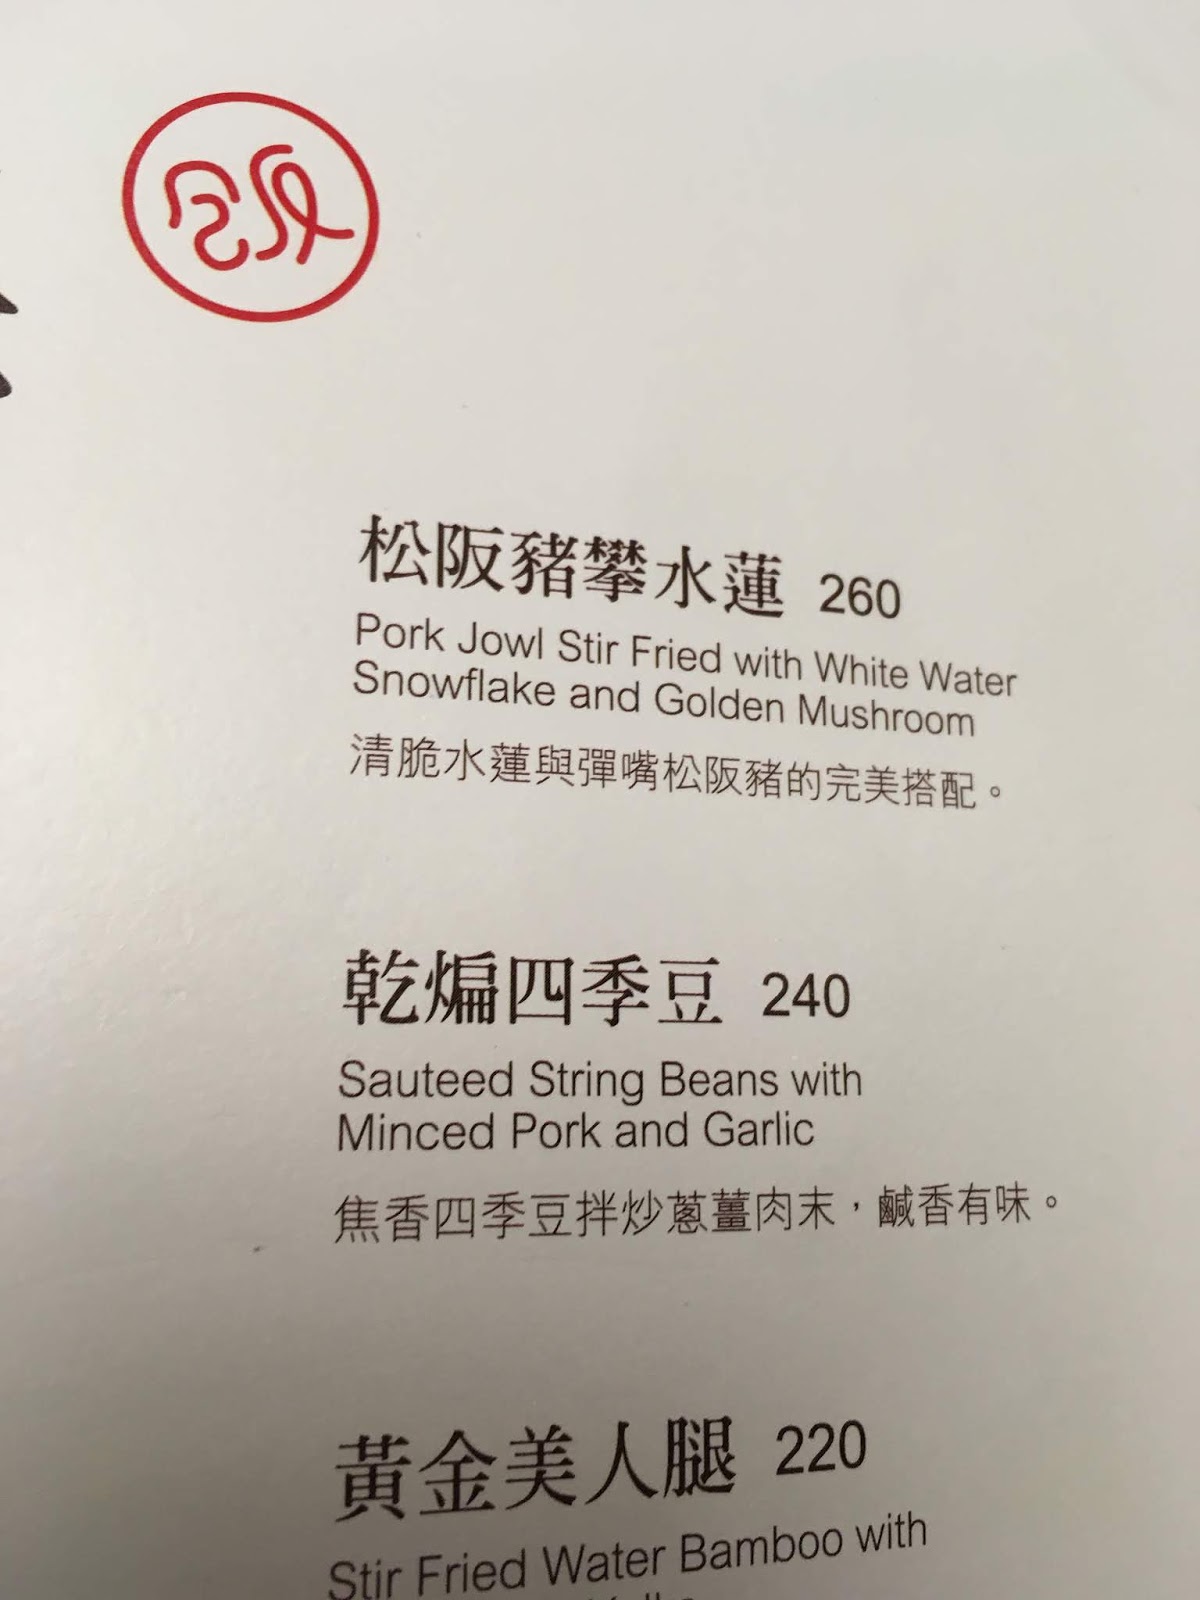 松阪豬攀水蓮 260
Pork Jowl Stir Fried with White Water
Snowflake and Golden Mushroom
清脆水蓮與彈嘴松阪豬的完美搭配。
乾煸四季豆 240
Sauteed String Beans with
Minced Pork and Garlic
焦香四季豆拌炒蔥薑肉末，鹹香有味。
黃金美人腿 220
Stir Fried Water Bamboo with